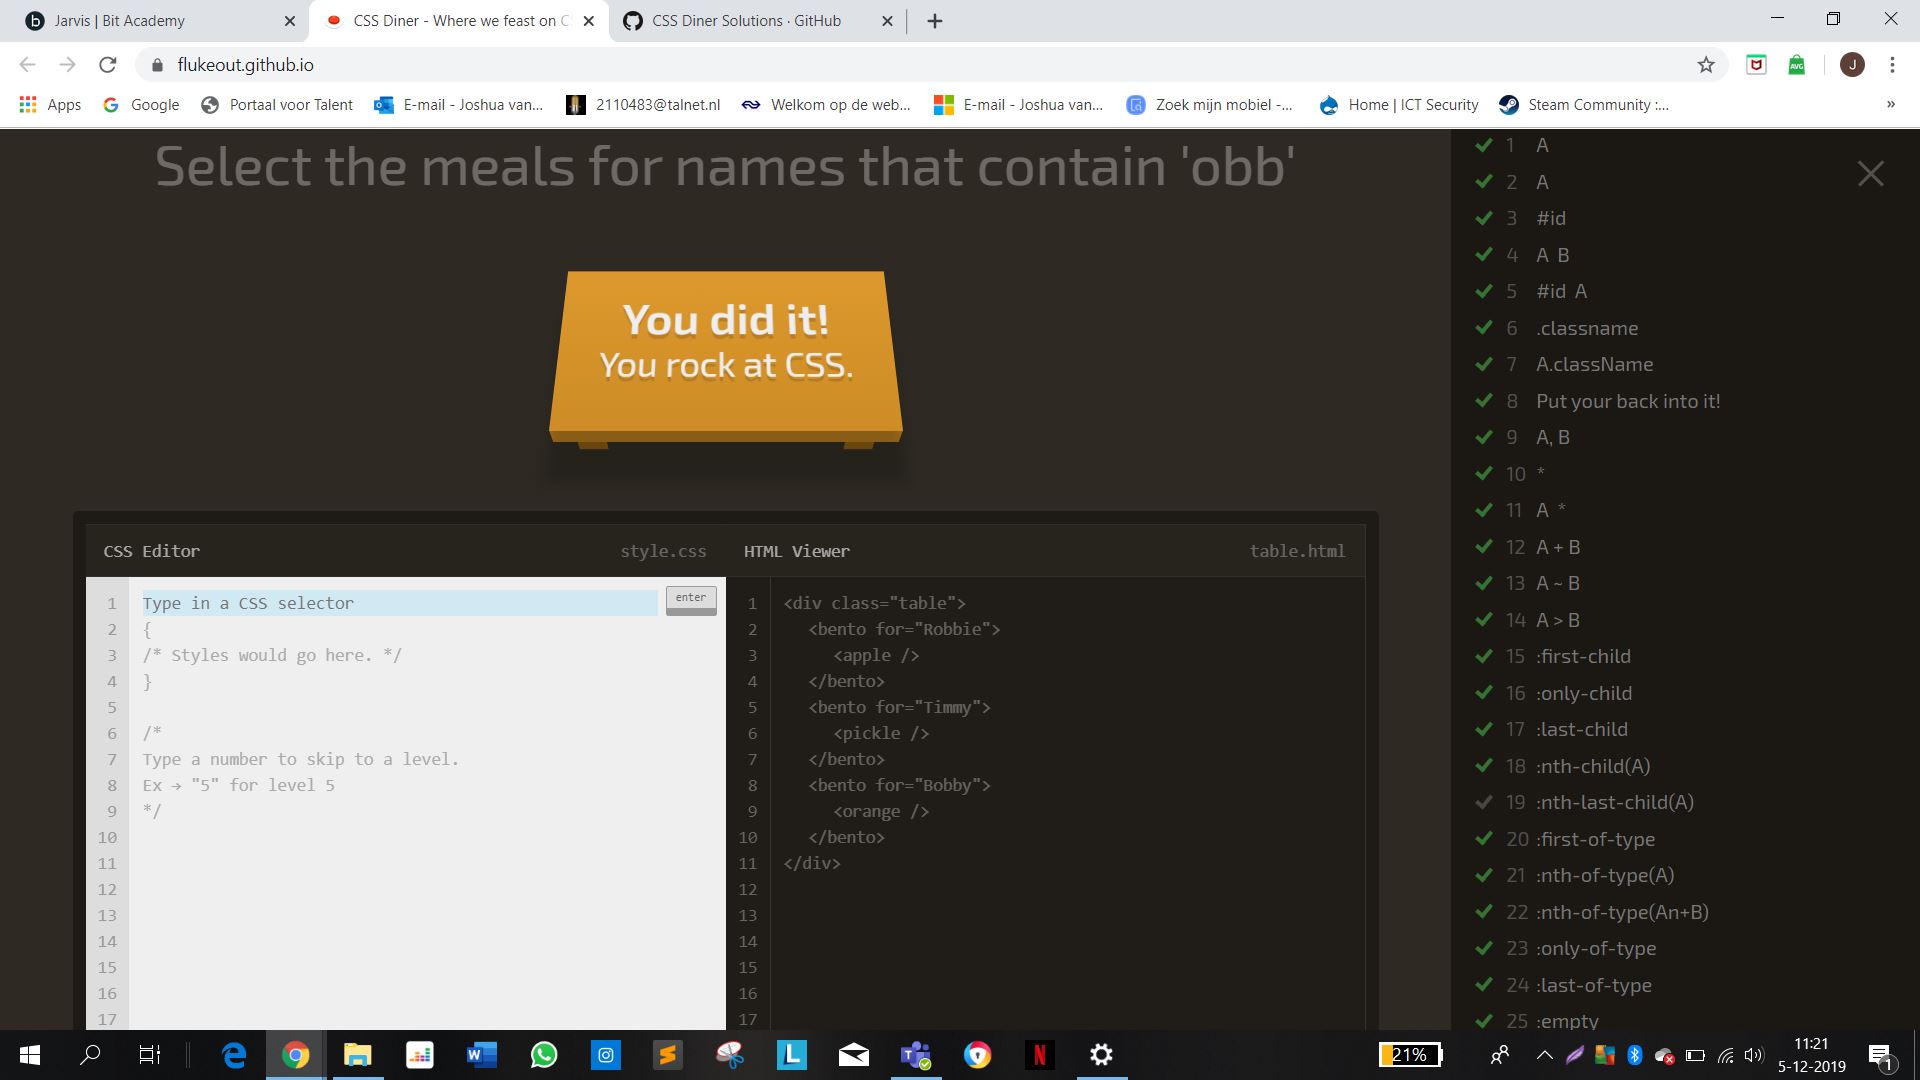 Jarvis | Bit Academy
CSS Diner - Where we feast on C
CSS Diner Solutions · GitHub
flukeout.github.io
J
Apps
Google
Portaal voor Talent
E-mail - Joshua van...
2110483@talnet.nl
Welkom op de web...
E-mail - Joshua van...
Zoek mijn mobiel -...
Home | ICT Security
Steam Community :...
»
Select the meals for names that contain 'obb'
You did it!
You rock at CSS.
CSS Editor
style.css
HTML Viewer
table.html
1 Type in a CSS selector
enter
2 {
3 /* Styles would go here. */
4 }
5
6 /*
7 Type a number to skip to a level.
8 Ex → "5" for level 5
9 */
10
11
12
13
14
15
16
17
1 <div class="table">
2 <bento for="Robbie">
3 <apple />
4 </bento>
5 <bento for="Timmy">
6 <pickle />
7 </bento>
8 <bento for="Bobby">
9 <orange />
10 </bento>
11 </div>
12
13
14
15
16
17
1 A
2 A
3 #id
4 A B
5 #id A
6 .classname
7 A.className
8 Put your back into it!
9 A, B
10 *
11 A *
12 A + B
13 A ~ B
14 A > B
15 :first-child
16 :only-child
17 :last-child
18 :nth-child(A)
19 :nth-last-child(A)
20 :first-of-type
21 :nth-of-type(A)
22 :nth-of-type(An+B)
23 :only-of-type
24 :last-of-type
25 :empty
21%
11:21
5-12-2019
1